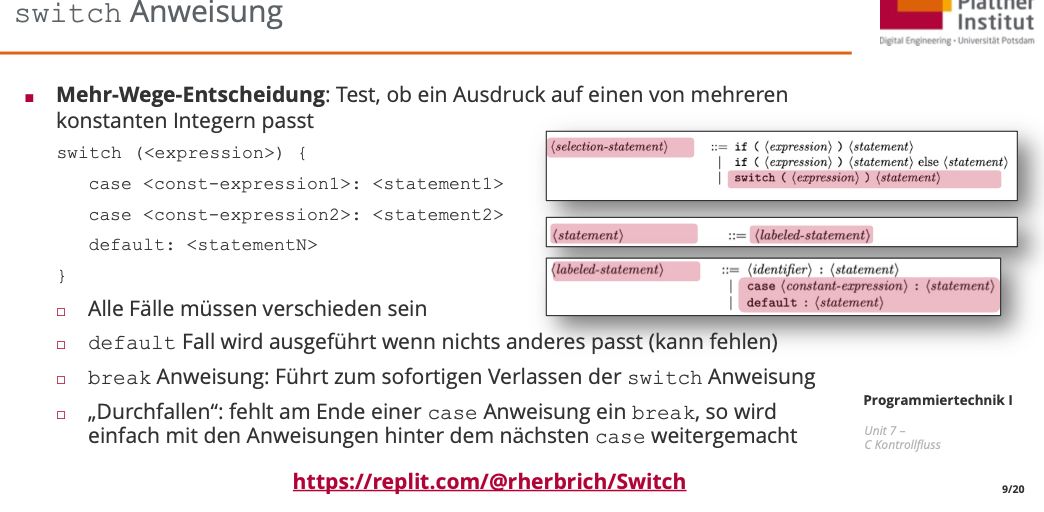 switch Anweisung
Plattner
Institut
Digital Engineering • Universität Potsdam
■ Mehr-Wege-Entscheidung: Test, ob ein Ausdruck auf einen von mehreren
konstanten Integern passt
switch (<expression>) {
case <const-expression1>: <statement1>
case <const-expression2>: <statement2>
default: <statementN>
}
⟨selection-statement⟩ ::= if ( ⟨expression⟩ ) ⟨statement⟩
| if ( ⟨expression⟩ ) ⟨statement⟩ else ⟨statement⟩
| switch ( ⟨expression⟩ ) ⟨statement⟩
⟨statement⟩ ::= ⟨labeled-statement⟩
⟨labeled-statement⟩ ::= ⟨identifier⟩ : ⟨statement⟩
| case ⟨constant-expression⟩ : ⟨statement⟩
| default : ⟨statement⟩
□ Alle Fälle müssen verschieden sein
□ default Fall wird ausgeführt wenn nichts anderes passt (kann fehlen)
□ break Anweisung: Führt zum sofortigen Verlassen der switch Anweisung
□ „Durchfallen“: fehlt am Ende einer case Anweisung ein break, so wird
einfach mit den Anweisungen hinter dem nächsten case weitergemacht
https://replit.com/@rherbrich/Switch
Programmiertechnik I
Unit 7 –
C Kontrollfluss
9/20